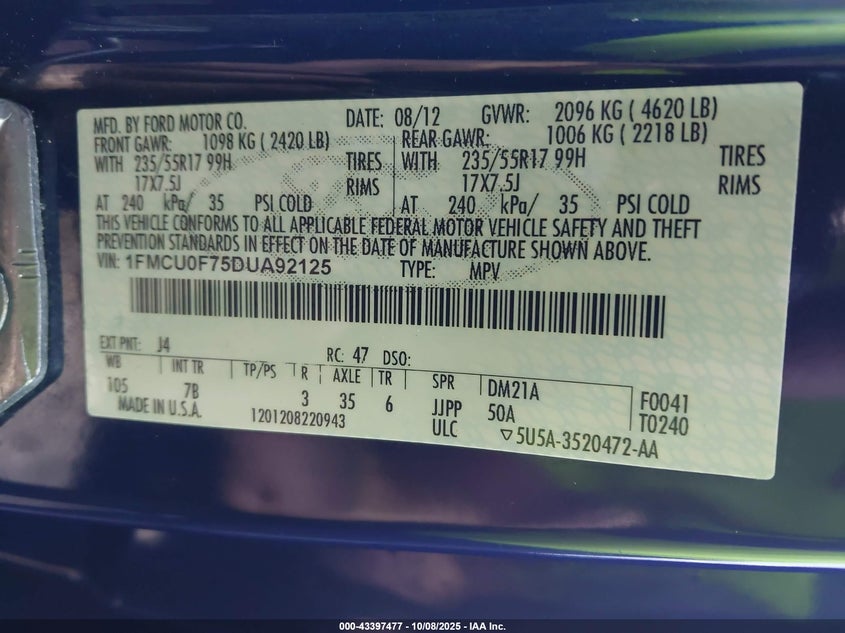 MFD. BY FORD MOTOR CO. DATE: 08/12 GVWR: 2096 KG ( 4620 LB)
FRONT GAWR: 1098 KG ( 2420 LB) REAR GAWR: 1006 KG ( 2218 LB)
WITH 235/55R17 99H TIRES WITH 235/55R17 99H TIRES
17X7.5J RIMS 17X7.5J RIMS
AT 240 kPa/ 35 PSI COLD AT 240 kPa/ 35 PSI COLD
THIS VEHICLE CONFORMS TO ALL APPLICABLE FEDERAL MOTOR VEHICLE SAFETY AND THEFT
PREVENTION STANDARDS IN EFFECT ON THE DATE OF MANUFACTURE SHOWN ABOVE.
VIN: 1FMCU0F75DUA92125 TYPE: MPV
EXT PNT: J4 RC: 47 DSO:
WB INT TR TP/PS R AXLE TR SPR DM21A F0041
105 7B 3 35 6 JJPP 50A T0240
MADE IN U.S.A. 1201208220943 ULC ▽5U5A-3520472-AA
000-43397477 - 10/08/2025 - IAA Inc.